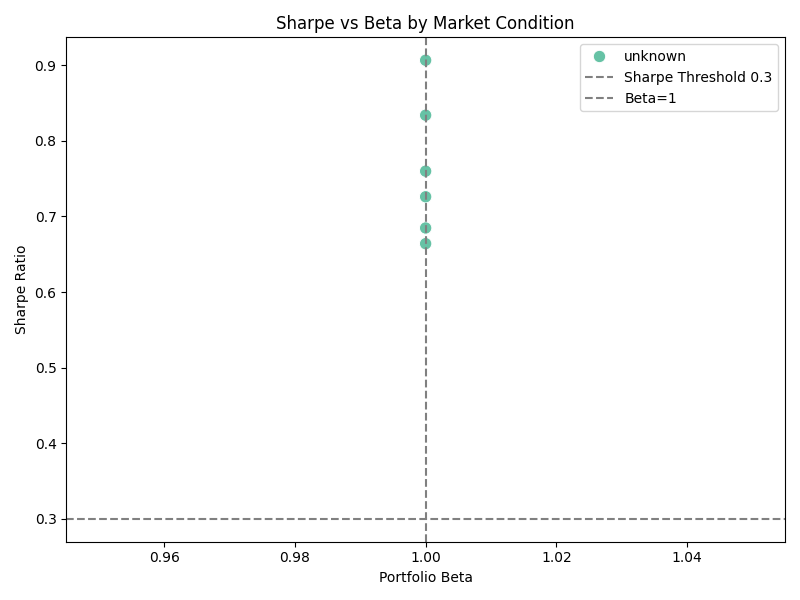 Sharpe vs Beta by Market Condition
unknown
Sharpe Threshold 0.3
Beta=1
Sharpe Ratio
0.9
0.8
0.7
0.6
0.5
0.4
0.3
0.96
0.98
1.00
1.02
1.04
Portfolio Beta